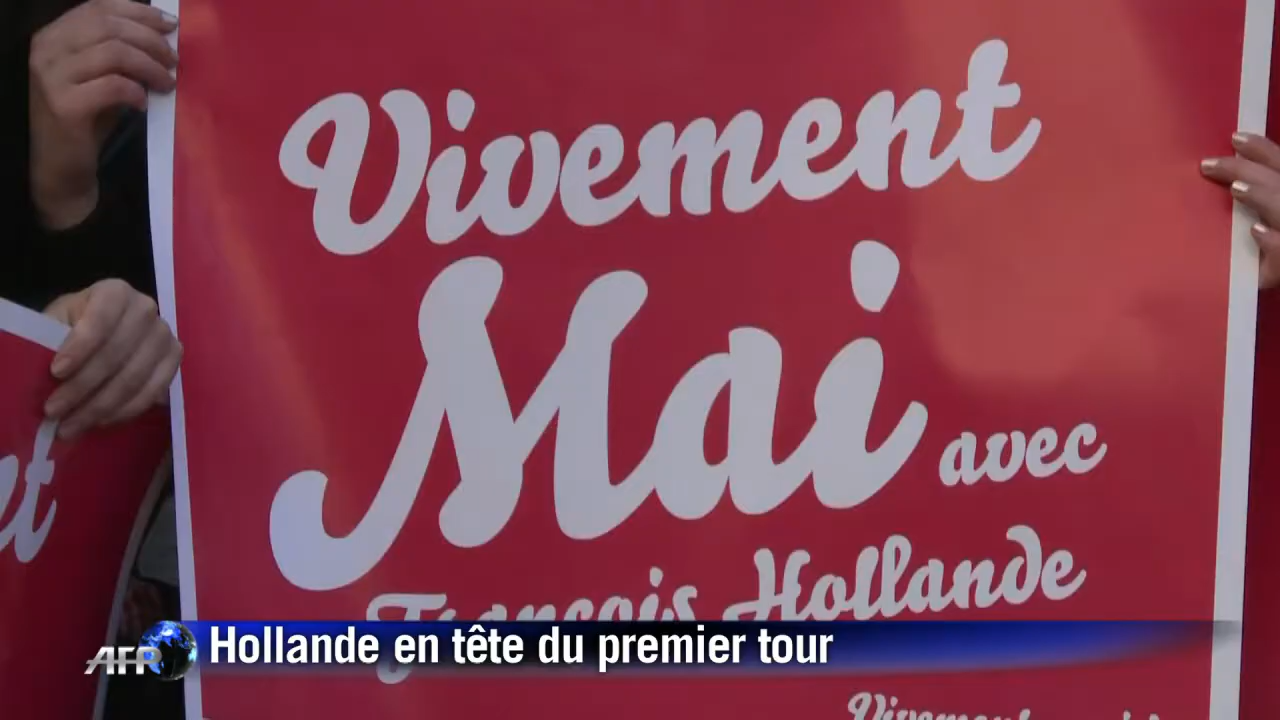 Vivement
Mai avec
François Hollande
AFP Hollande en tête du premier tour